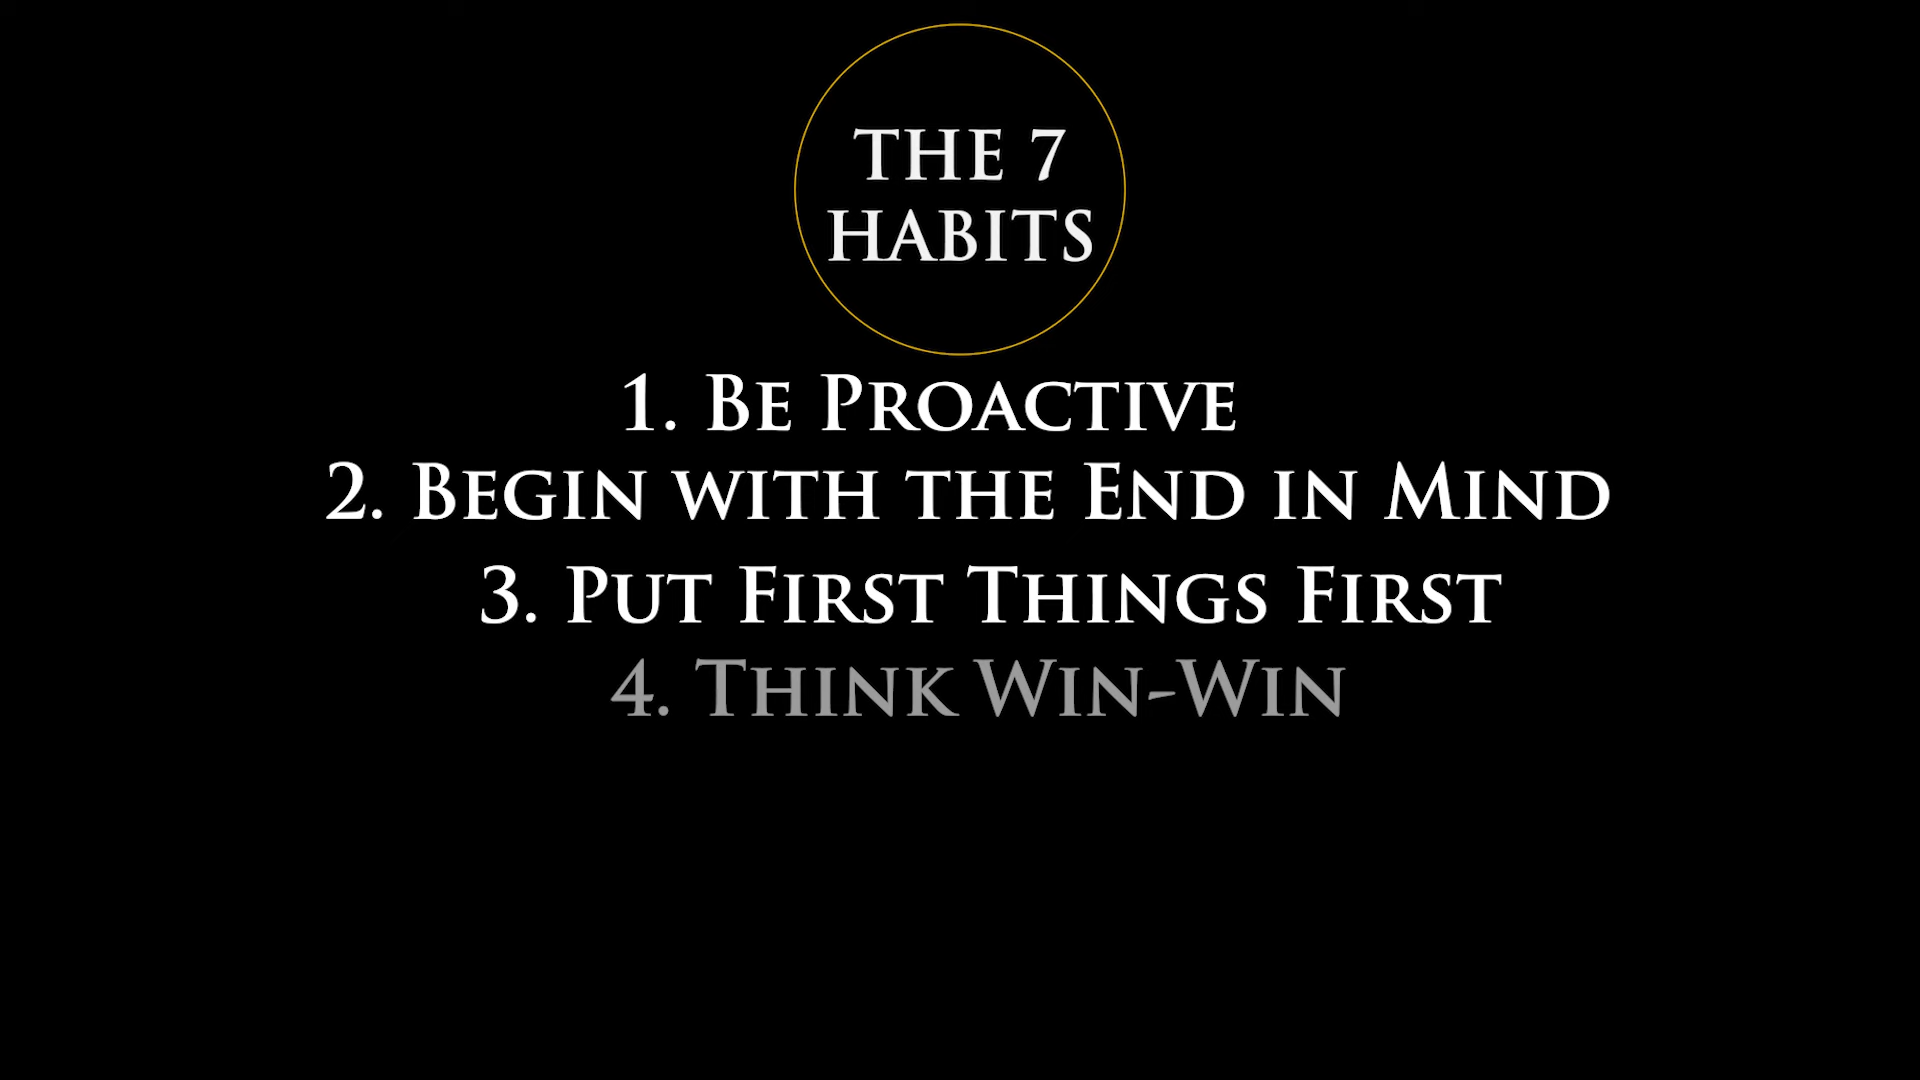 THE 7
HABITS
1. Be Proactive
2. Begin with the End in Mind
3. Put First Things First
4. Think Win-Win